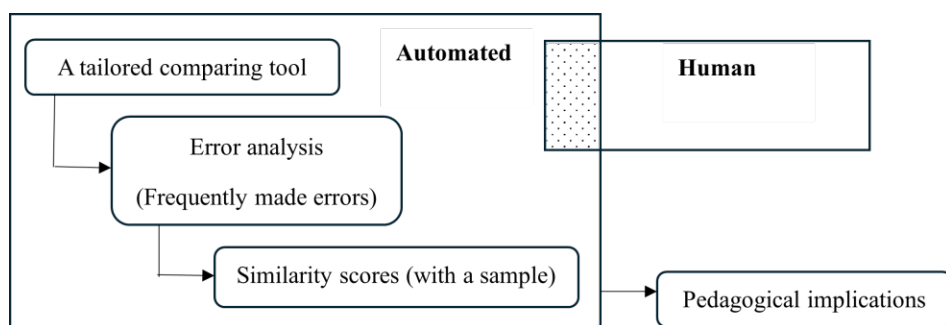 A tailored comparing tool
Automated
Human
Error analysis
(Frequently made errors)
Similarity scores (with a sample)
Pedagogical implications